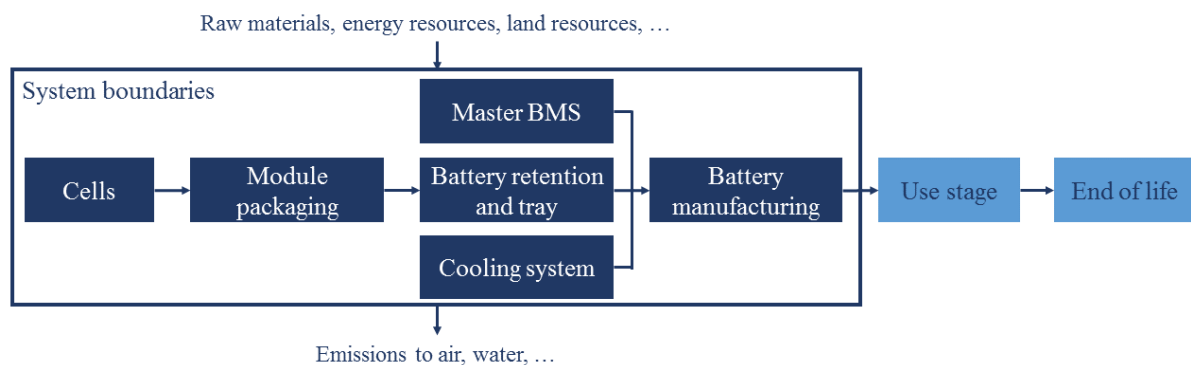 Raw materials, energy resources, land resources, …
System boundaries
Master BMS
Cells
Module
packaging
Battery retention
and tray
Battery
manufacturing
Use stage
End of life
Cooling system
Emissions to air, water, …